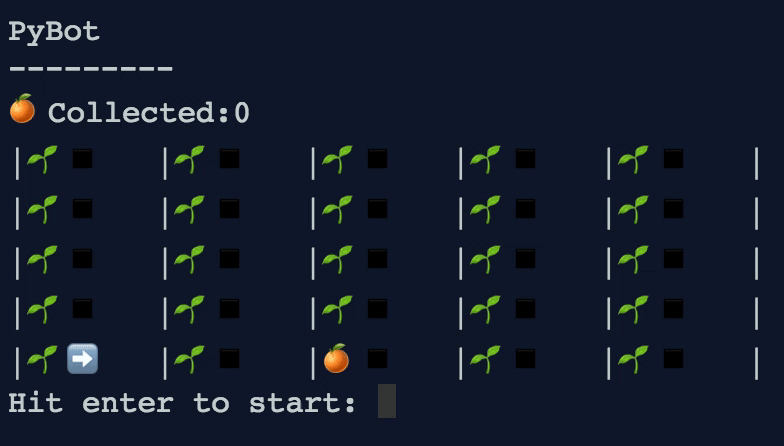 PyBot
---------
🍊 Collected:0
|🌱 ⬛ |🌱 ⬛ |🌱 ⬛ |🌱 ⬛ |🌱 ⬛ |
|🌱 ⬛ |🌱 ⬛ |🌱 ⬛ |🌱 ⬛ |🌱 ⬛ |
|🌱 ⬛ |🌱 ⬛ |🌱 ⬛ |🌱 ⬛ |🌱 ⬛ |
|🌱 ⬛ |🌱 ⬛ |🌱 ⬛ |🌱 ⬛ |🌱 ⬛ |
|🌱 ➡️ |🌱 ⬛ |🍊 ⬛ |🌱 ⬛ |🌱 ⬛ |
Hit enter to start: